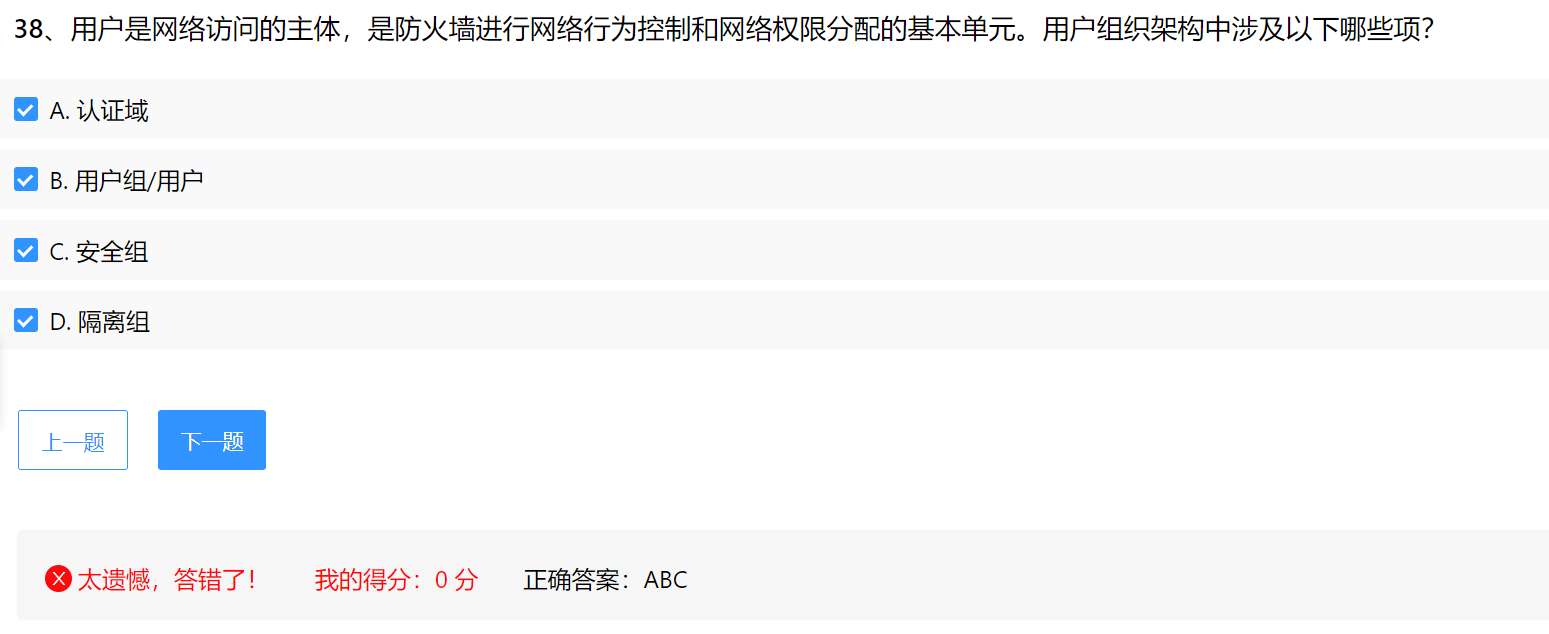 38、用户是网络访问的主体，是防火墙进行网络行为控制和网络权限分配的基本单元。用户组织架构中涉及以下哪些项？
A. 认证域
B. 用户组/用户
C. 安全组
D. 隔离组
上一题 下一题
太遗憾，答错了！ 我的得分：0 分 正确答案：ABC